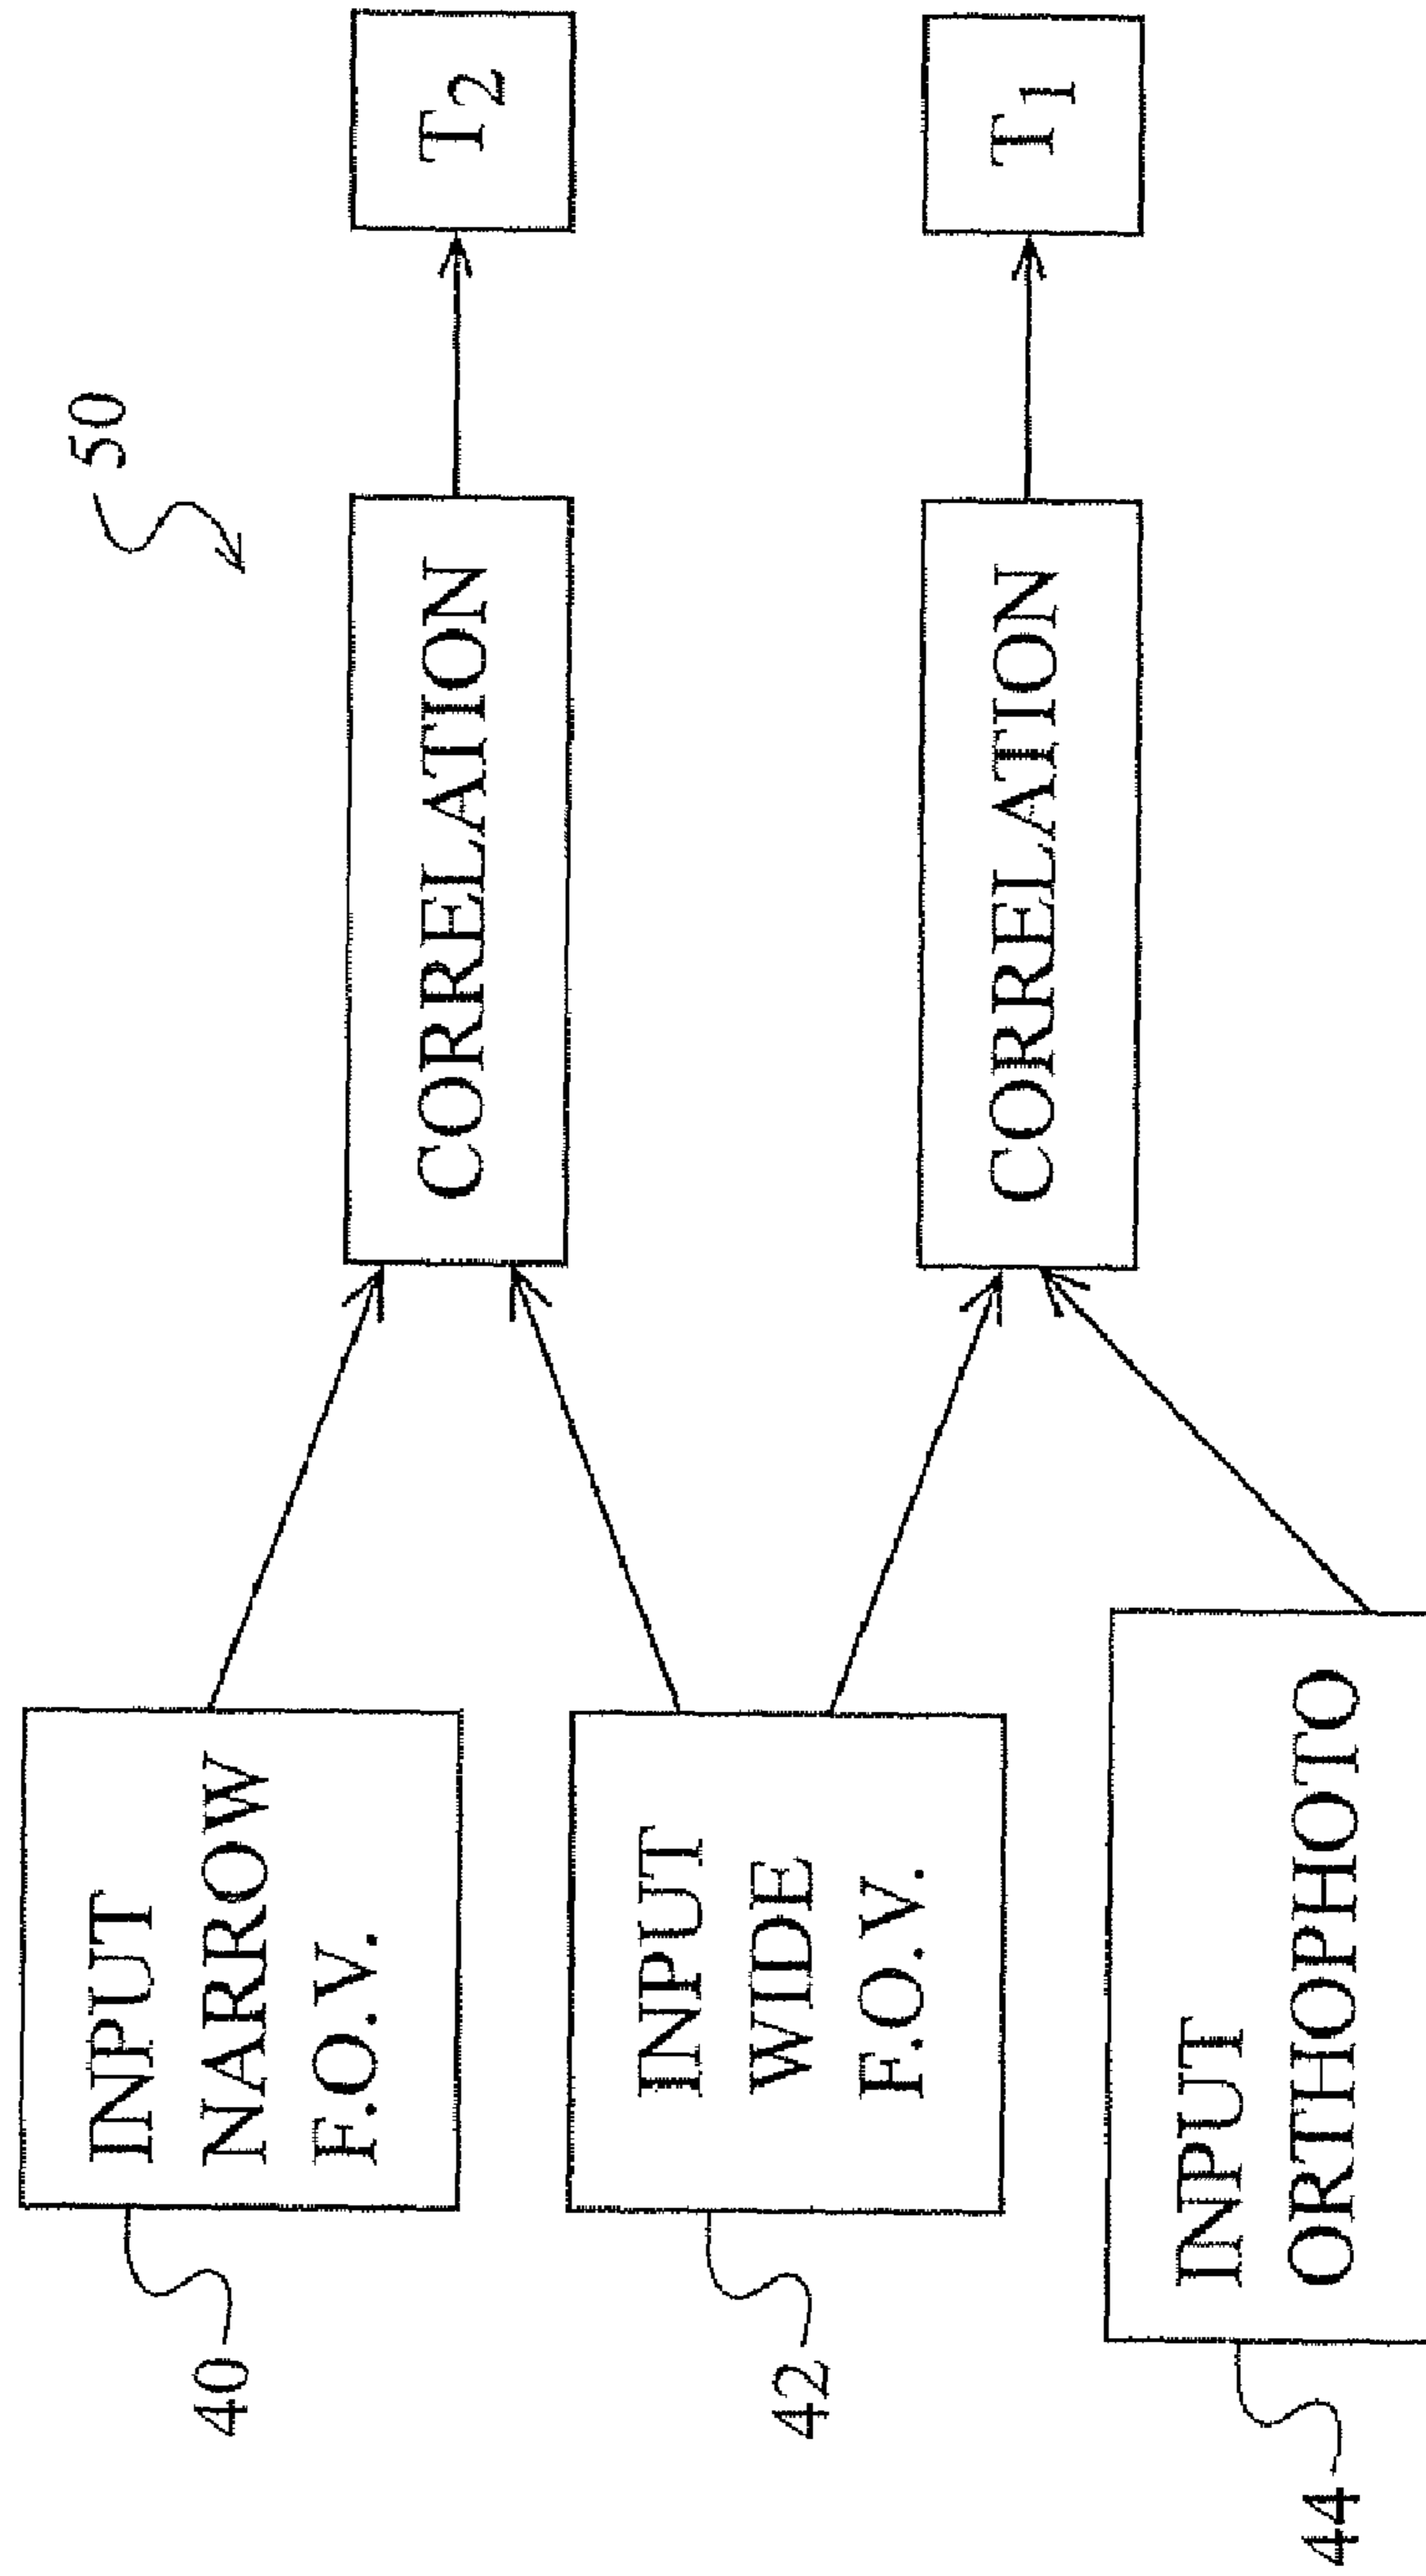 50
40
INPUT
NARROW
F.O.V.
CORRELATION
T2
42
INPUT
WIDE
F.O.V.
CORRELATION
T1
44
INPUT
ORTHOPHOTO